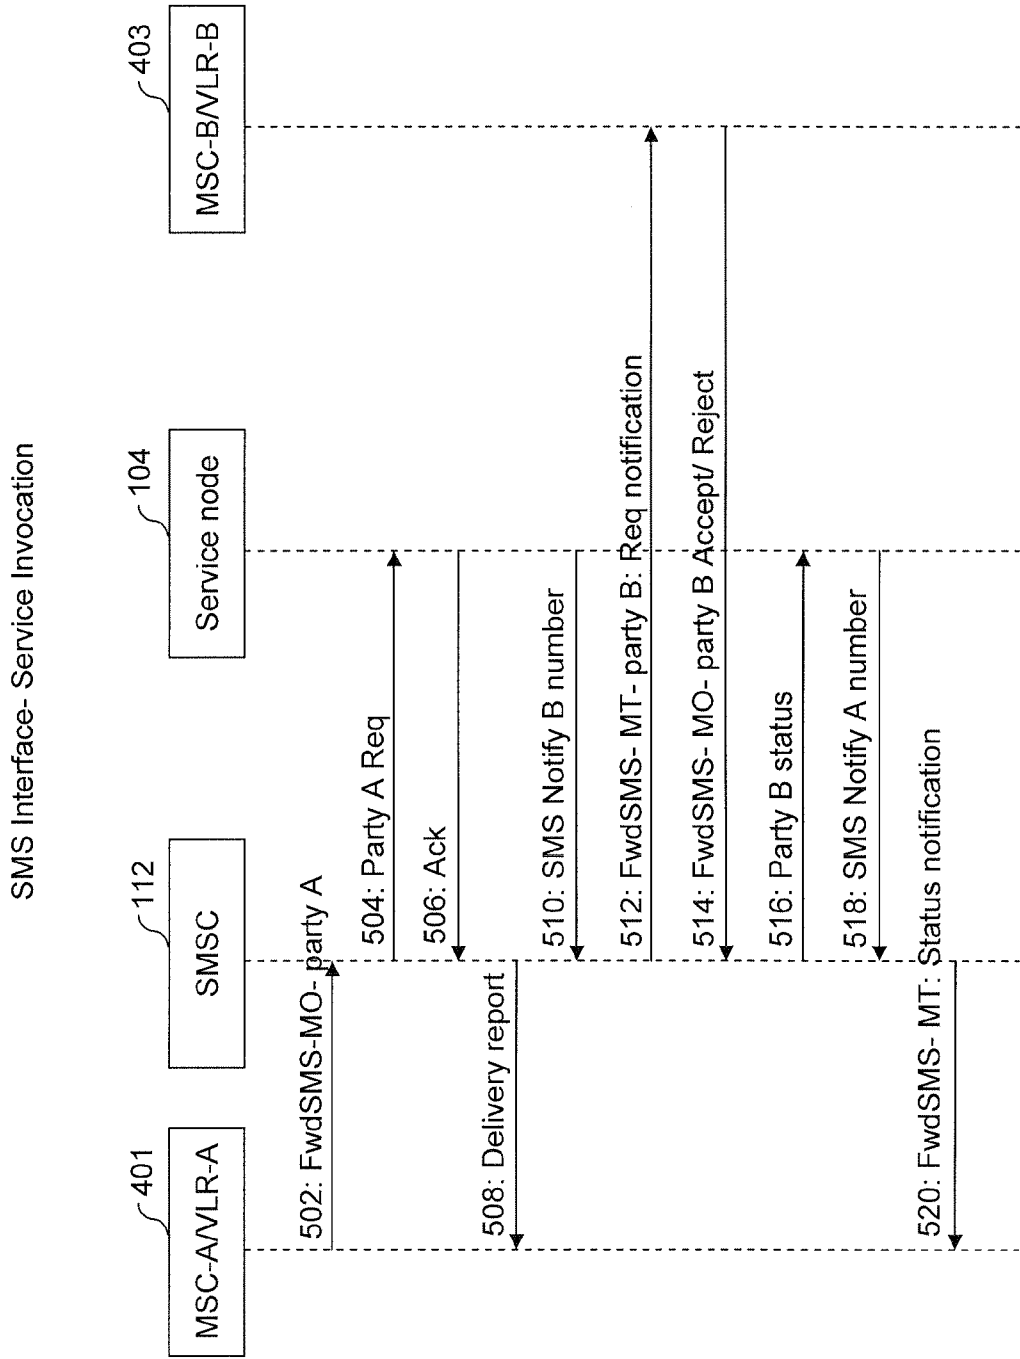 SMS Interface- Service Invocation
401
112
104
403
MSC-A/VLR-A
SMSC
Service node
MSC-B/VLR-B
502: FwdSMS-MO- party A
504: Party A Req
506: Ack
508: Delivery report
510: SMS Notify B number
512: FwdSMS- MT- party B: Req notification
514: FwdSMS- MO- party B Accept/ Reject
516: Party B status
518: SMS Notify A number
520: FwdSMS- MT: Status notification